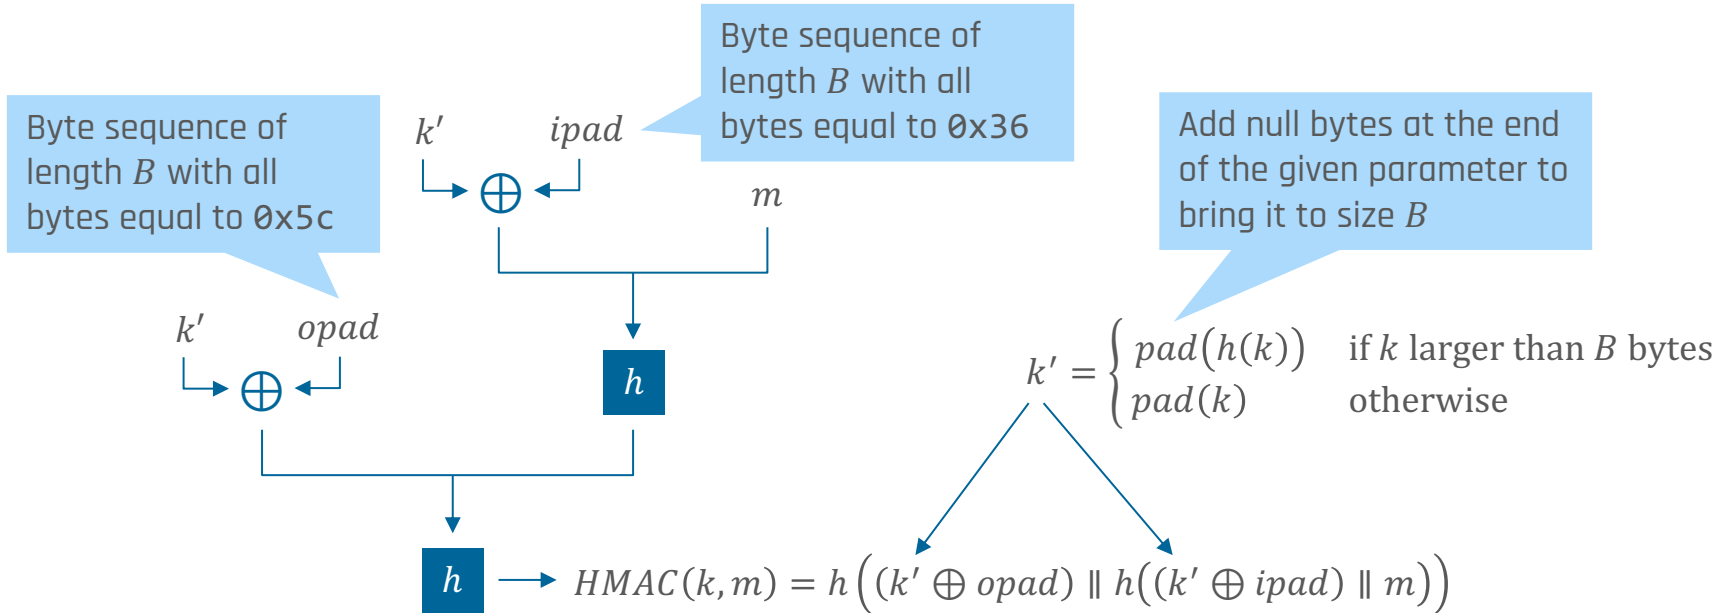 Byte sequence of
length B with all
bytes equal to 0x36
Byte sequence of
length B with all
bytes equal to 0x5c
Add null bytes at the end
of the given parameter to
bring it to size B
k′ ipad
⊕
m
k′ opad
⊕
h
k′ = { pad(h(k)) if k larger than B bytes
pad(k) otherwise
h
HMAC(k, m) = h((k′ ⊕ opad) ∥ h((k′ ⊕ ipad) ∥ m))